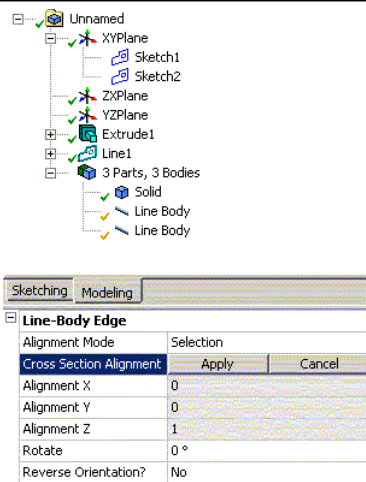 Unnamed
XYPlane
Sketch1
Sketch2
ZXPlane
YZPlane
Extrude1
Line1
3 Parts, 3 Bodies
Solid
Line Body
Line Body
Sketching Modeling
Line-Body Edge
Alignment Mode Selection
Cross Section Alignment Apply Cancel
Alignment X 0
Alignment Y 0
Alignment Z 1
Rotate 0 °
Reverse Orientation? No